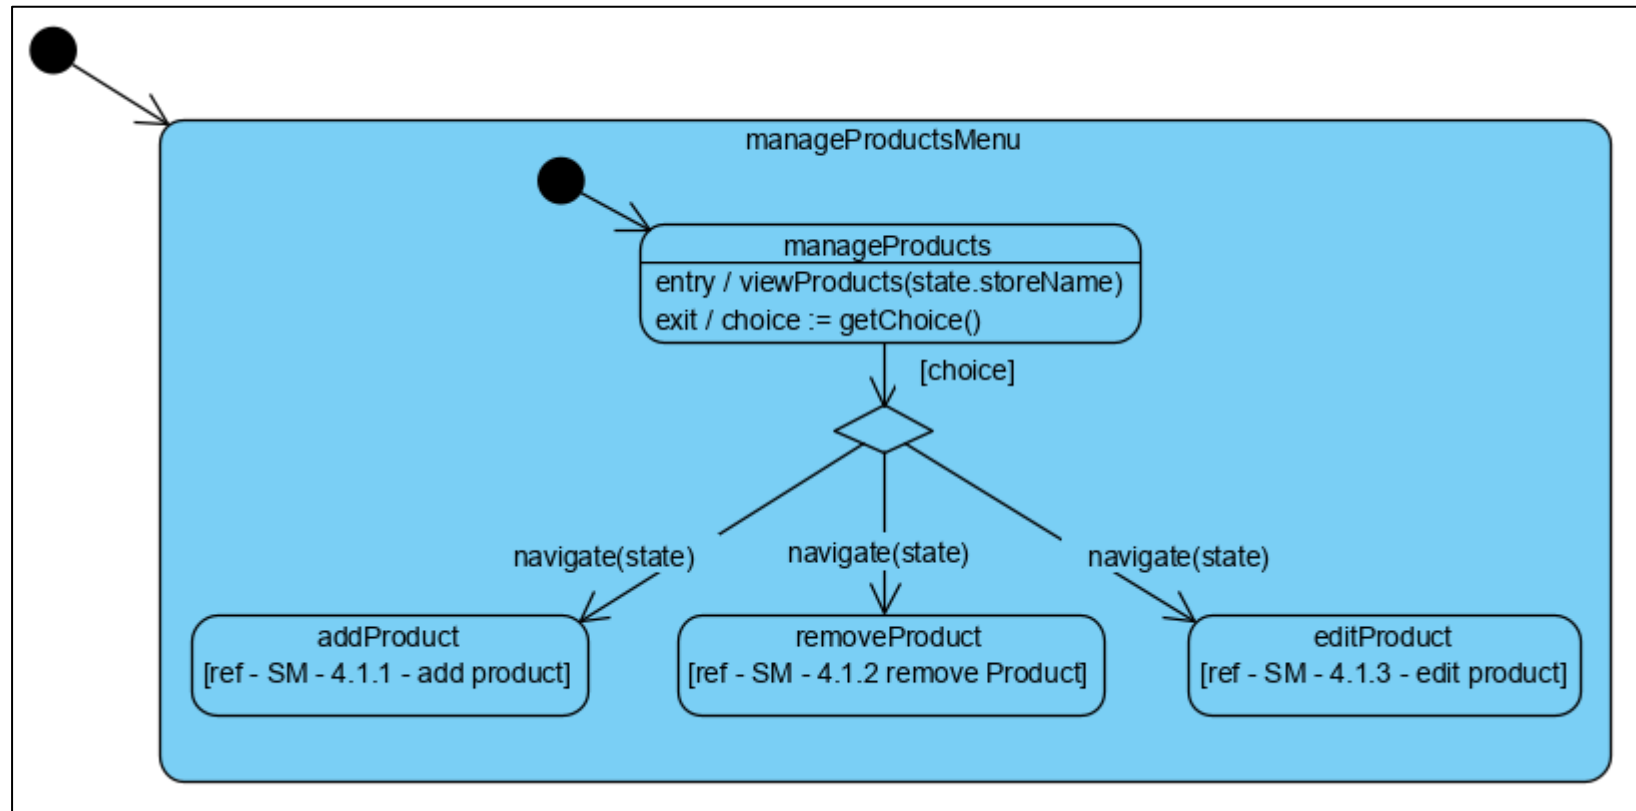 manageProductsMenu
manageProducts
entry / viewProducts(state.storeName)
exit / choice := getChoice()
[choice]
navigate(state)
navigate(state)
navigate(state)
addProduct
[ref - SM - 4.1.1 - add product]
removeProduct
[ref - SM - 4.1.2 remove Product]
editProduct
[ref - SM - 4.1.3 - edit product]